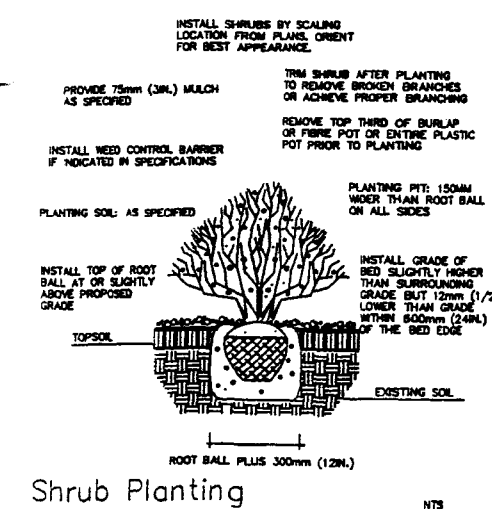 INSTALL SHRUBS BY SCALING
LOCATION FROM PLANS. ORIENT
FOR BEST APPEARANCE.
PROVIDE 75mm (3IN.) MULCH
AS SPECIFIED
TRIM SHRUB AFTER PLANTING
TO REMOVE BROKEN BRANCHES
OR ACHIEVE PROPER BRANCHING
REMOVE TOP THIRD OF BURLAP
OR FIBRE POT OR ENTIRE PLASTIC
POT PRIOR TO PLANTING
INSTALL WEED CONTROL BARRIER
IF INDICATED IN SPECIFICATIONS
PLANTING PIT: 150MM
WIDER THAN ROOT BALL
ON ALL SIDES
PLANTING SOIL: AS SPECIFIED
INSTALL TOP OF ROOT
BALL AT OR SLIGHTLY
ABOVE PROPOSED
GRADE
INSTALL GRADE OF
BED SLIGHTLY HIGHER
THAN SURROUNDING
GRADE BUT 12mm (1/2
LOWER THAN GRADE
WITHIN 600mm (24IN.)
OF THE BED EDGE
TOPSOIL
EXISTING SOIL
ROOT BALL PLUS 300mm (12IN.)
Shrub Planting
NTS